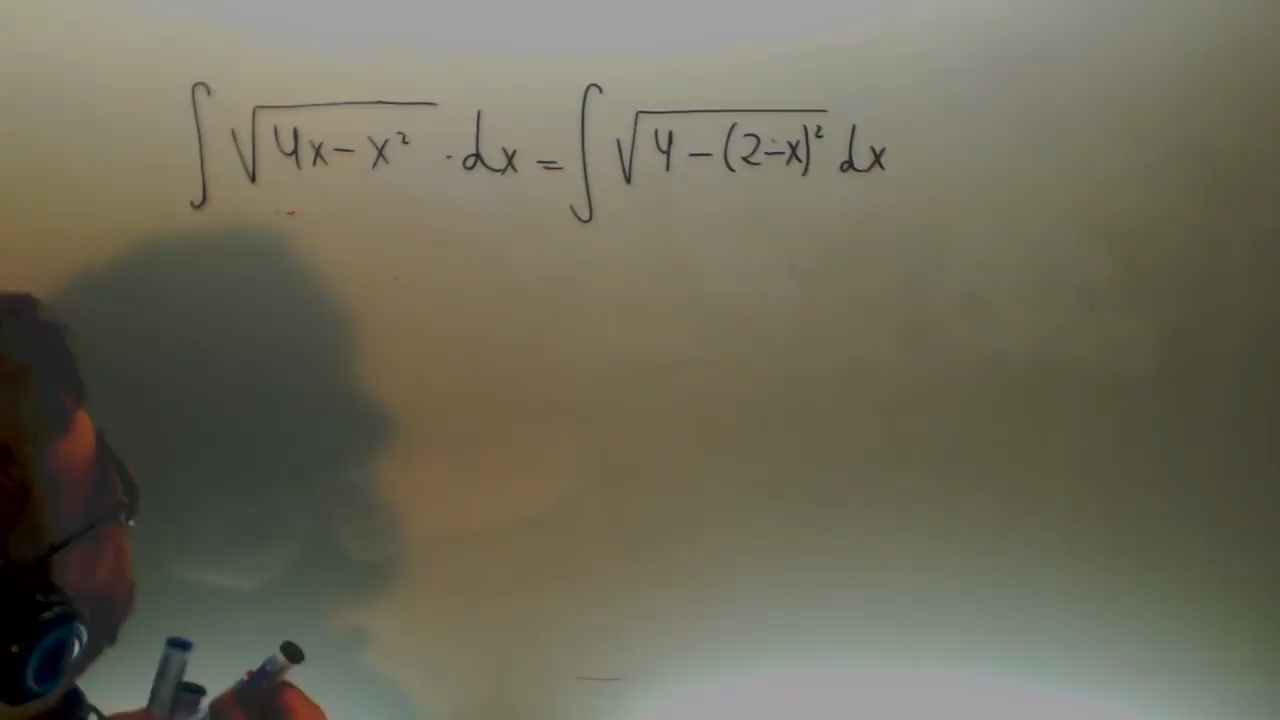 ∫ √(4x - x²) · dx = ∫ √(4 - (2-x)²) dx